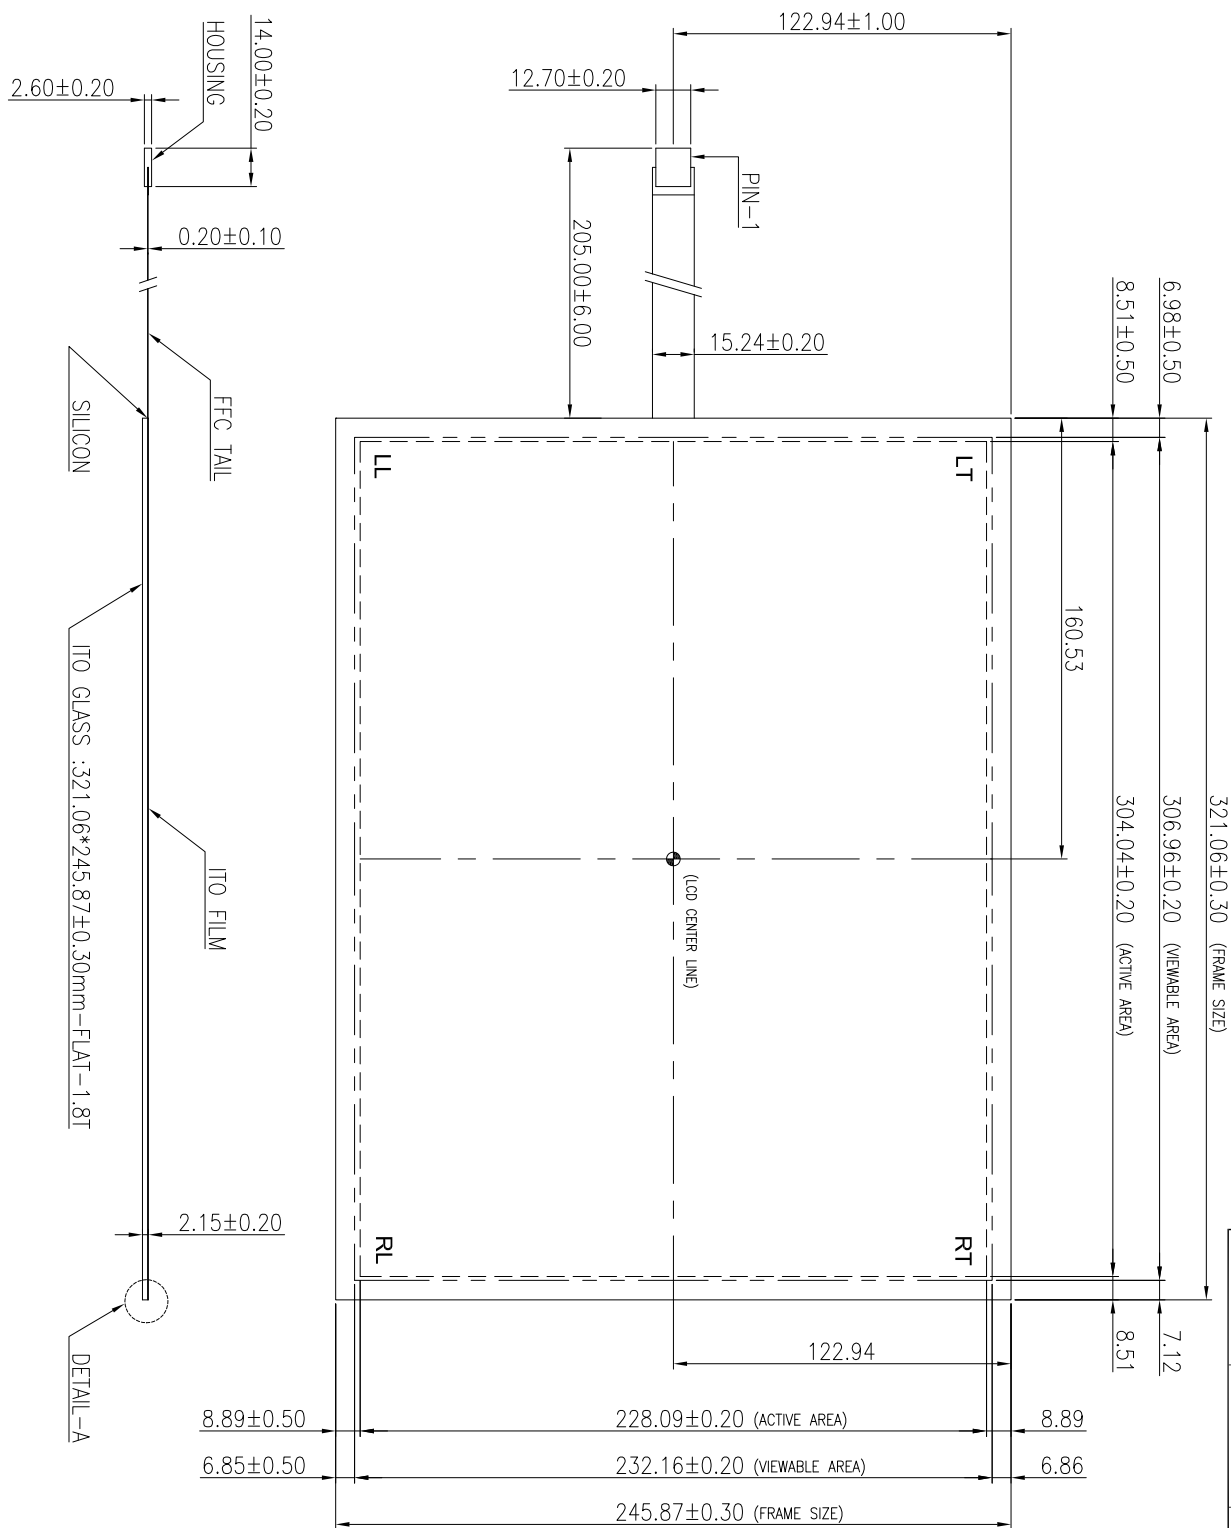 122.94±1.00
12.70±0.20
2.60±0.20
14.00±0.20
HOUSING
PIN-1
205.00±6.00
0.20±0.10
15.24±0.20
6.98±0.50
8.51±0.50
FFC TAIL
SILICON
LL
LT
160.53
321.06±0.30 (FRAME SIZE)
306.96±0.20 (VIEWABLE AREA)
304.04±0.20 (ACTIVE AREA)
(LCD CENTER LINE)
ITO GLASS :321.06*245.87±0.30mm-FLAT-1.8T
ITO FILM
2.15±0.20
RL
RT
DETAIL-A
122.94
7.12
8.51
8.89±0.50
228.09±0.20 (ACTIVE AREA)
8.89
6.85±0.50
232.16±0.20 (VIEWABLE AREA)
6.86
245.87±0.30 (FRAME SIZE)